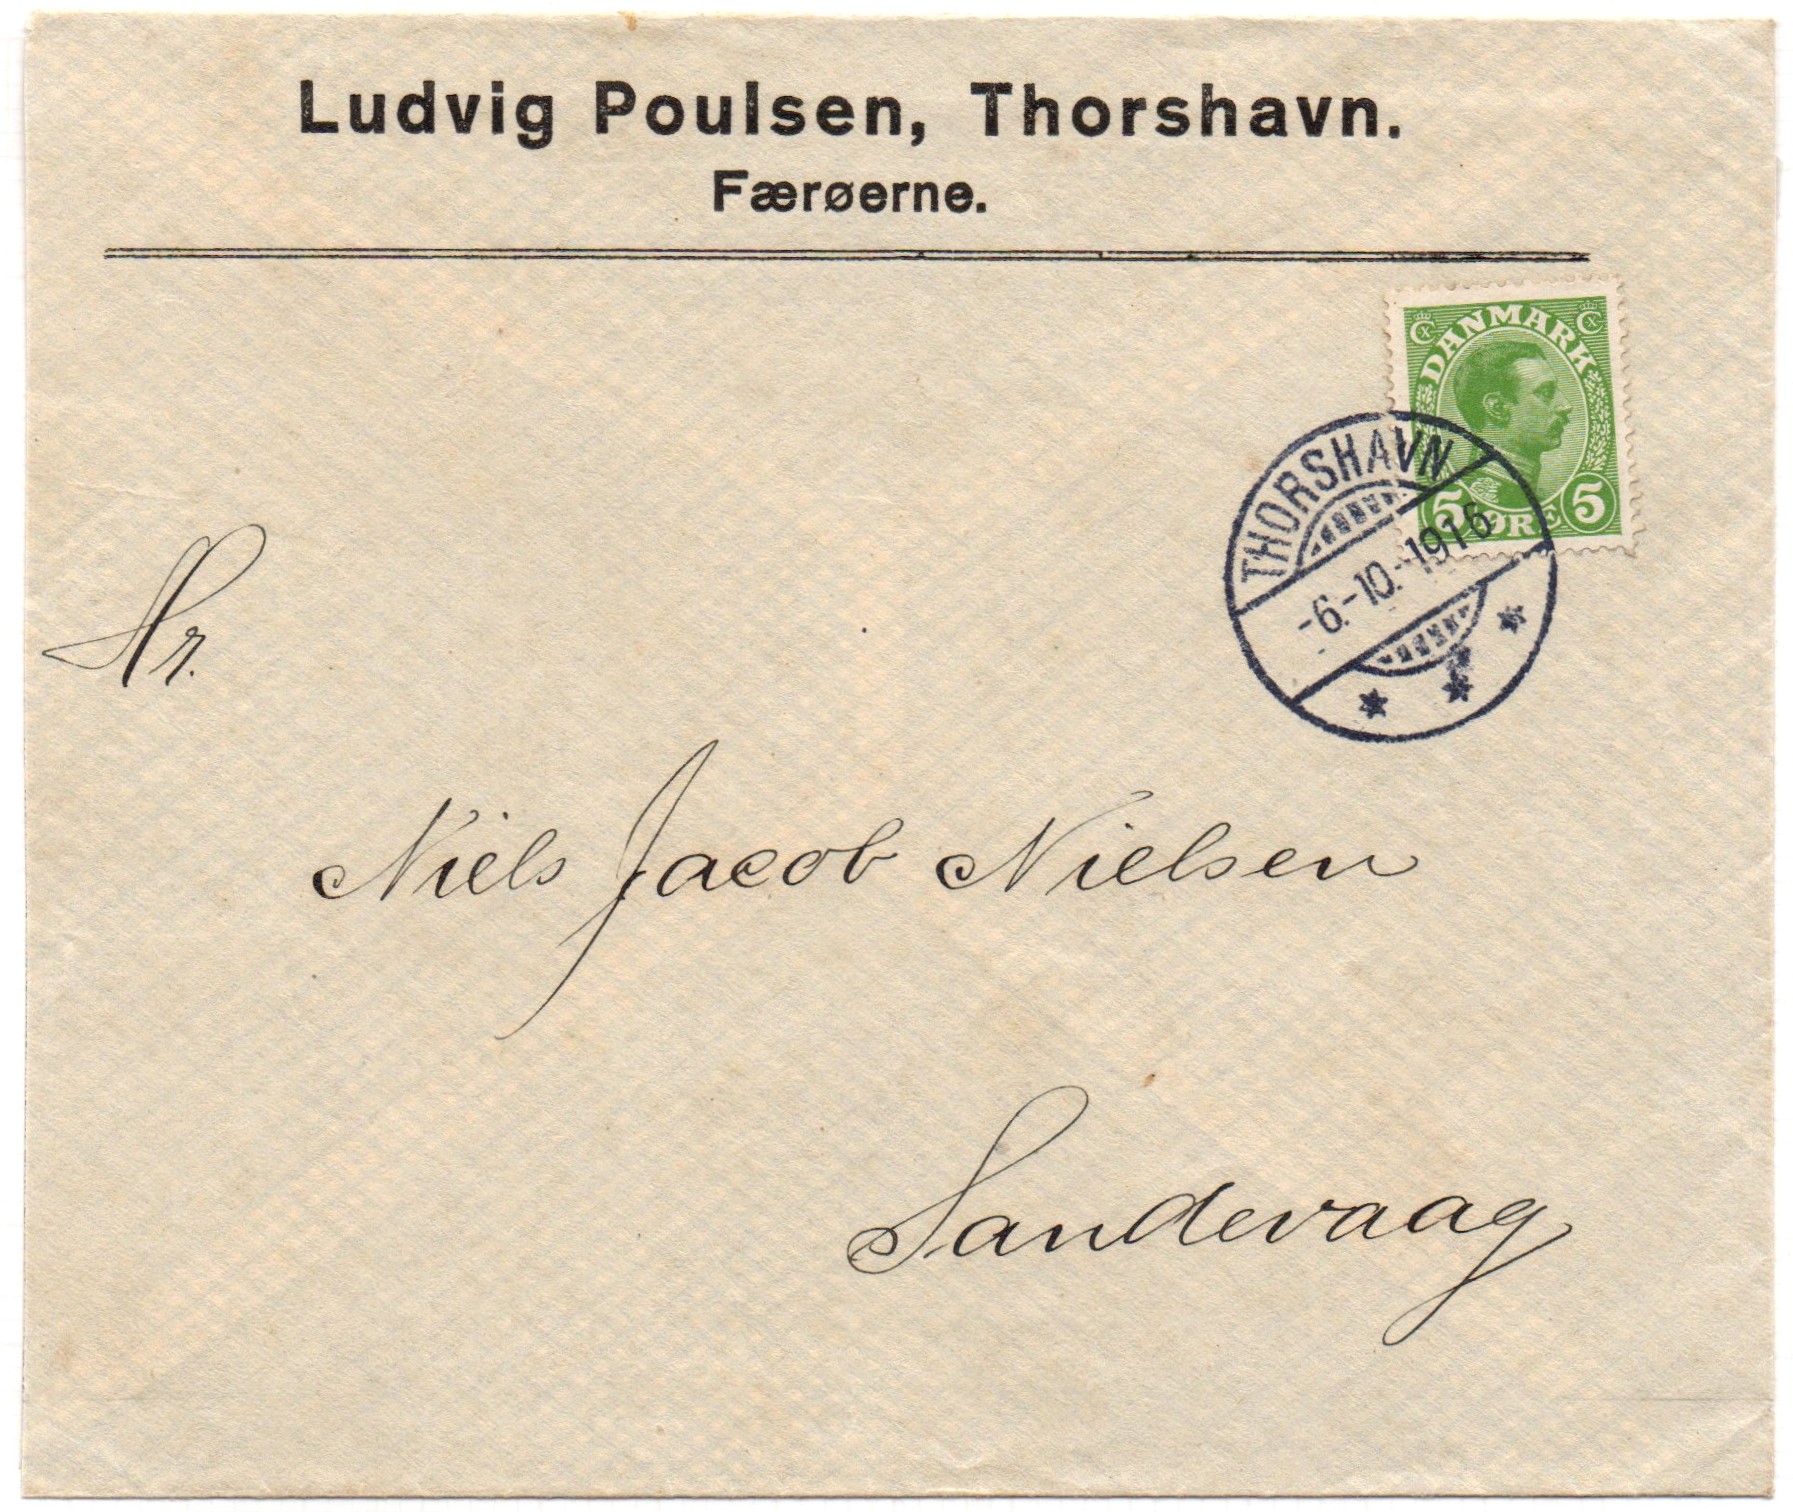 Ludvig Poulsen, Thorshavn.
Færøerne.
DANMARK
5 ØRE 5
THORSHAVN
-6.-10.-1916
Hr.
Niels Jacob Nielsen
Sandevaag